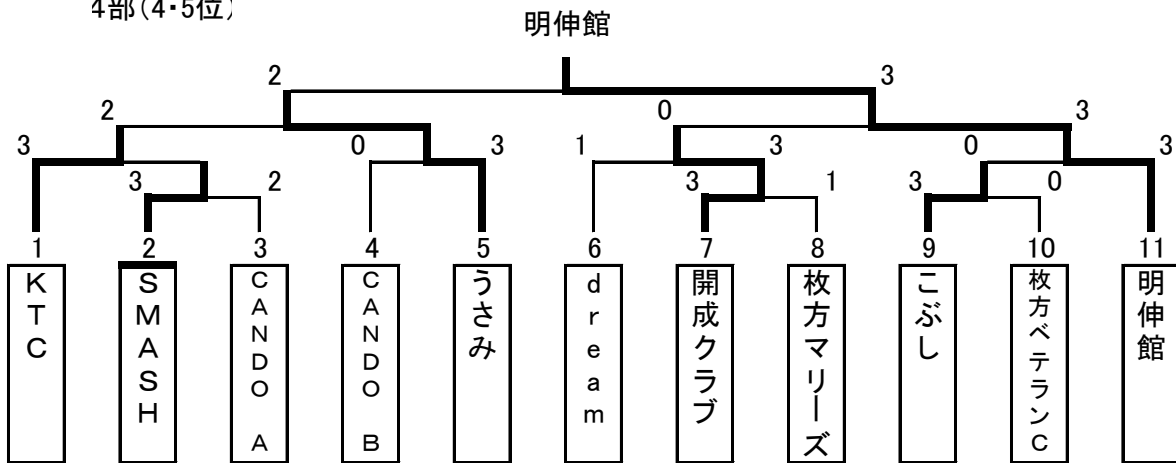 4部(4・5位)
明伸館
2 3
2 0 3
3 0 3 1 3 0 3
3 2 3 1 3 0
1 2 3 4 5 6 7 8 9 10 11
KTC
SMASH
CANDO A
CANDO B
うさみ
dream
開成クラブ
枚方マリーズ
こぶし
枚方ベテランC
明伸館